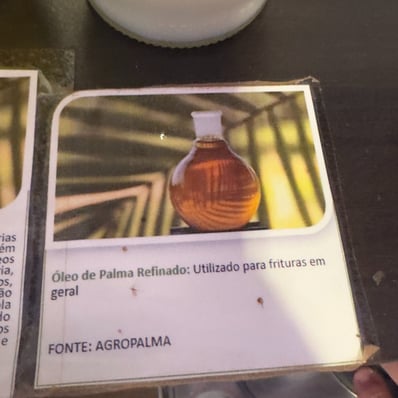 Óleo de Palma Refinado: Utilizado para frituras em
geral
FONTE: AGROPALMA